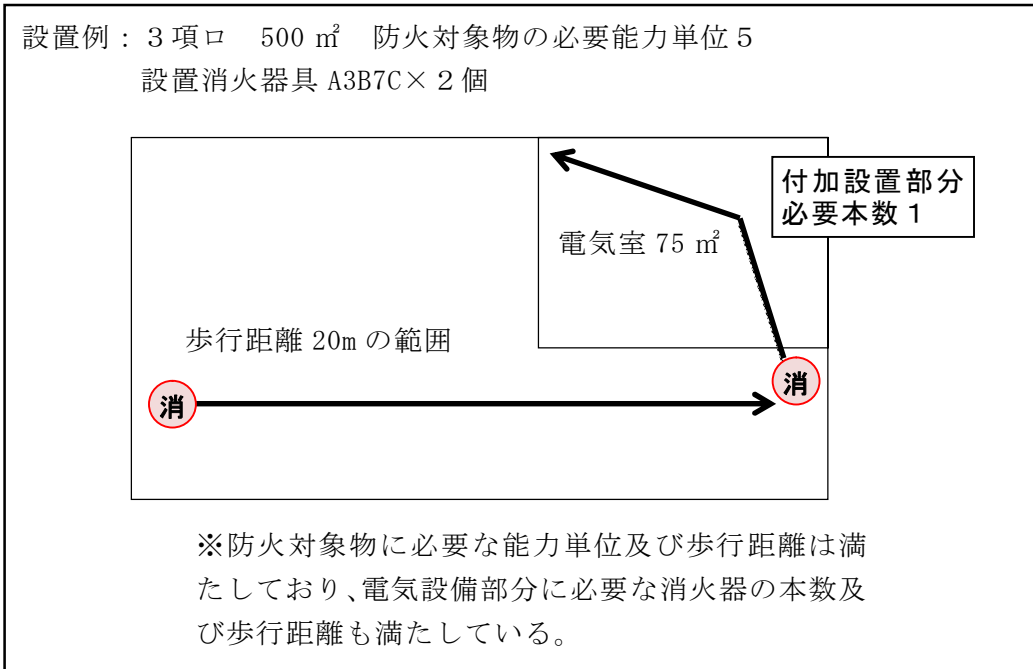 設置例：３項ロ　500 ㎡　防火対象物の必要能力単位５
設置消火器具 A3B7C×２個
付加設置部分
必要本数１
電気室 75 ㎡
歩行距離 20m の範囲
消
消
※防火対象物に必要な能力単位及び歩行距離は満
たしており、電気設備部分に必要な消火器の本数及
び歩行距離も満たしている。